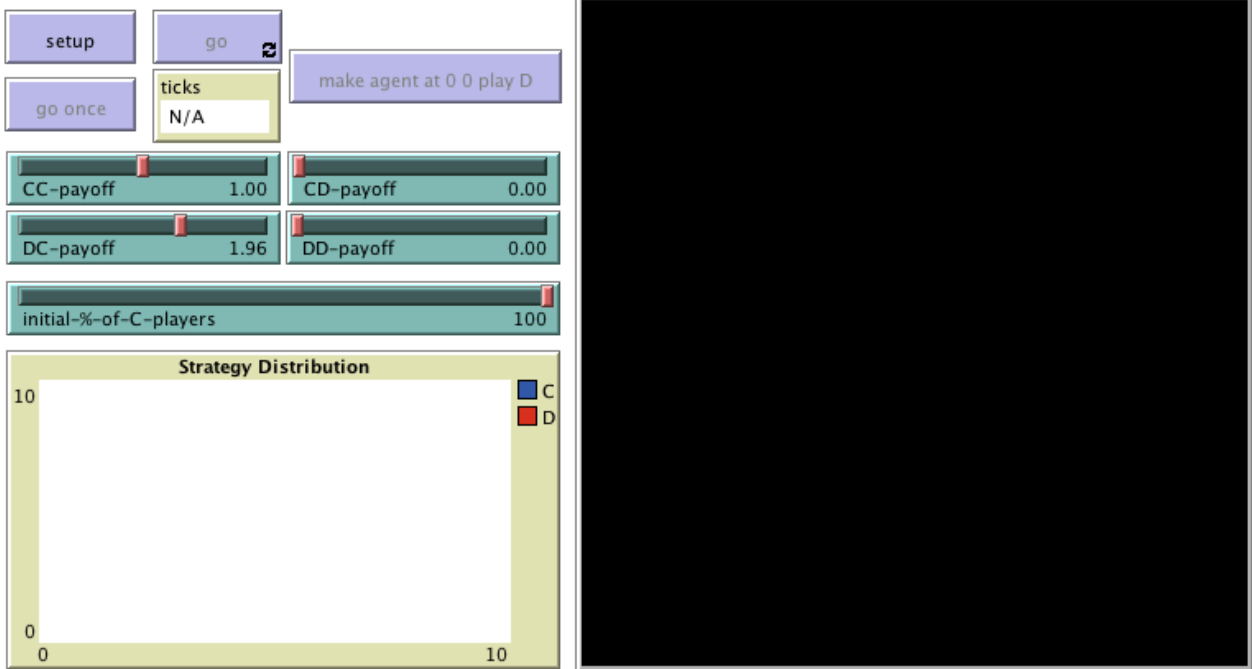 setup
go
make agent at 0 0 play D
go once
ticks
N/A
CC-payoff 1.00
CD-payoff 0.00
DC-payoff 1.96
DD-payoff 0.00
initial-%-of-C-players 100
Strategy Distribution
10
C
D
0
0 10